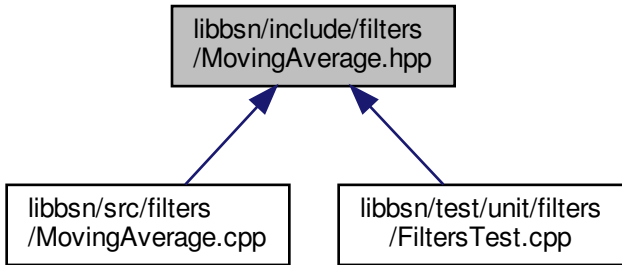 libbsn/include/filters
/MovingAverage.hpp
libbsn/src/filters
/MovingAverage.cpp
libbsn/test/unit/filters
/FiltersTest.cpp